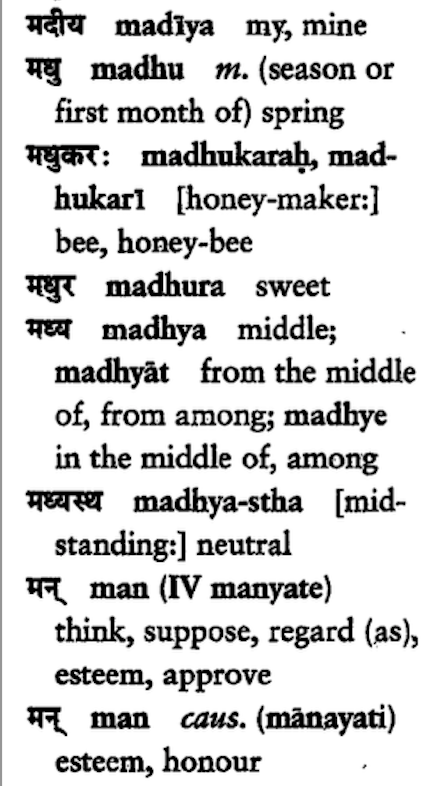 मदीय madīya my, mine
मधु madhu m. (season or
first month of) spring
मधुकरः madhukaraḥ, mad-
hukarī [honey-maker:]
bee, honey-bee
मधुर madhura sweet
मध्य madhya middle;
madhyāt from the middle
of, from among; madhye
in the middle of, among
मध्यस्थ madhya-stha [mid-
standing:] neutral
मन् man (IV manyate)
think, suppose, regard (as),
esteem, approve
मन् man caus. (mānayati)
esteem, honour